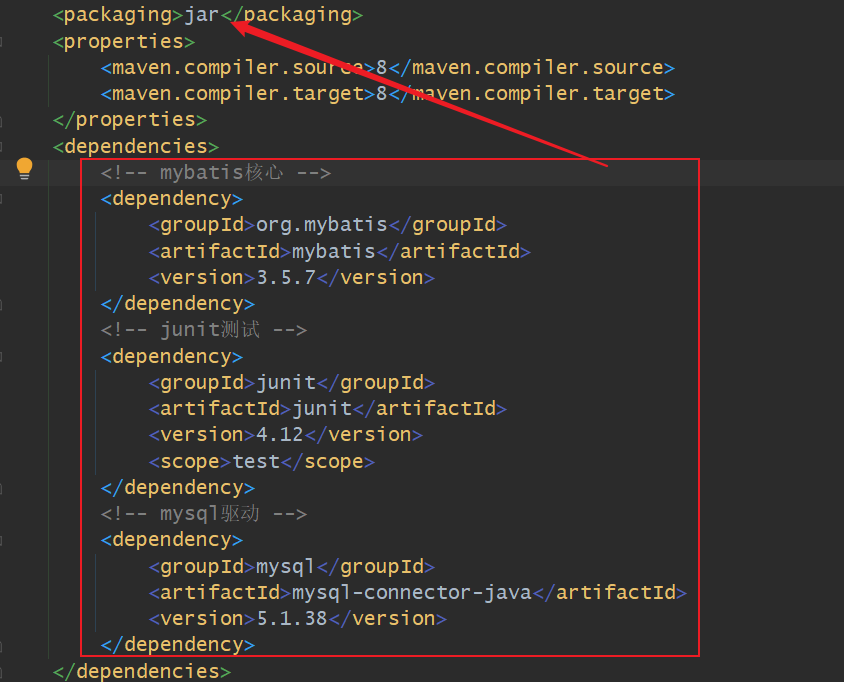 <packaging>jar</packaging>
<properties>
<maven.compiler.source>8</maven.compiler.source>
<maven.compiler.target>8</maven.compiler.target>
</properties>
<dependencies>
<!-- mybatis核心 -->
<dependency>
<groupId>org.mybatis</groupId>
<artifactId>mybatis</artifactId>
<version>3.5.7</version>
</dependency>
<!-- junit测试 -->
<dependency>
<groupId>junit</groupId>
<artifactId>junit</artifactId>
<version>4.12</version>
<scope>test</scope>
</dependency>
<!-- mysql驱动 -->
<dependency>
<groupId>mysql</groupId>
<artifactId>mysql-connector-java</artifactId>
<version>5.1.38</version>
</dependency>
</dependencies>